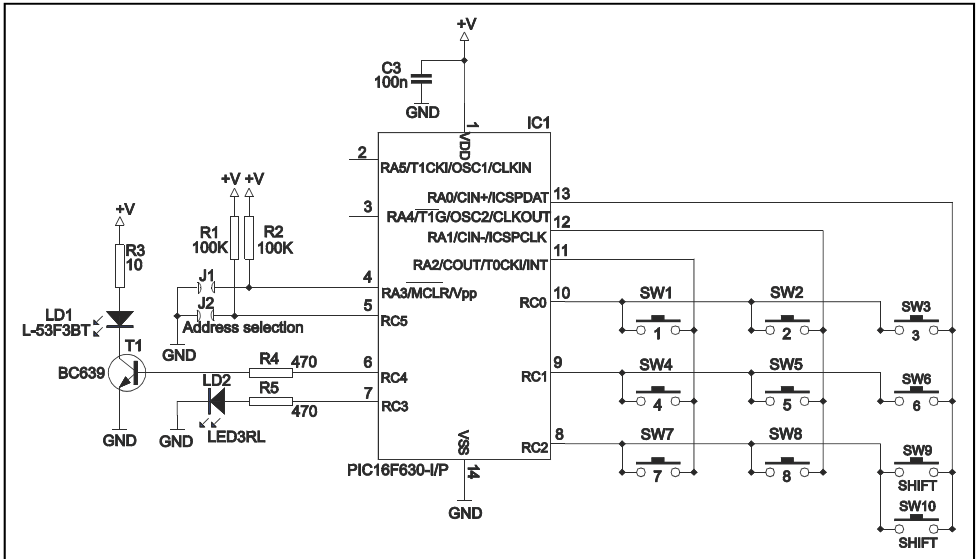 +V
C3
100n
GND
IC1
1
VDD
2
RA5/T1CKI/OSC1/CLKIN
RA0/CIN+/ICSPDAT
13
3
RA4/T1G/OSC2/CLKOUT
12
RA1/CIN-/ICSPCLK
11
RA2/COUT/T0CKI/INT
+V +V
R1
100K
R2
100K
+V
R3
10
J1
J2
4
RA3/MCLR/Vpp
5
RC5
Address selection
GND
LD1
L-53F3BT
T1
BC639
GND
R4
470
6
RC4
LD2
R5
470
7
RC3
LED3RL
GND
VSS
14
PIC16F630-I/P
GND
RC0
10
SW1
1
SW2
2
SW3
3
RC1
9
SW4
4
SW5
5
SW6
6
RC2
8
SW7
7
SW8
8
SW9
SHIFT
SW10
SHIFT